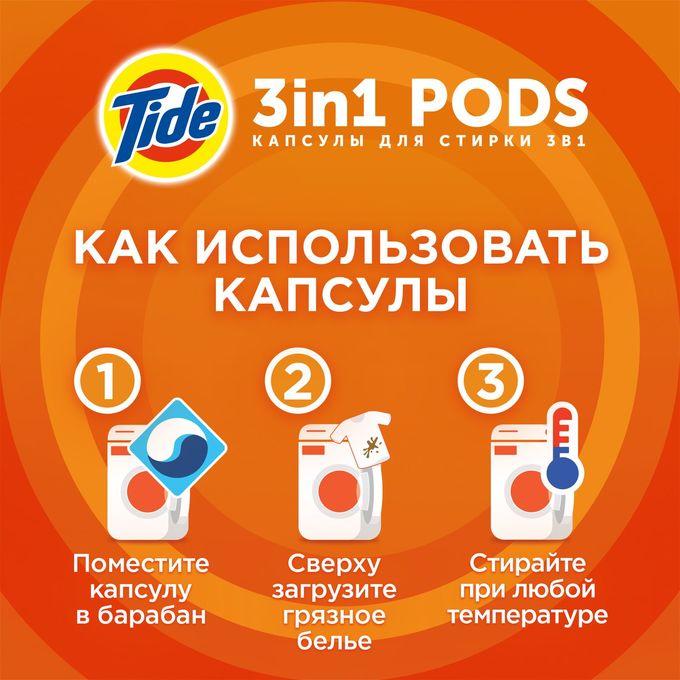 Tide
3in1 PODS
КАПСУЛЫ ДЛЯ СТИРКИ 3В1
КАК ИСПОЛЬЗОВАТЬ
КАПСУЛЫ
1
Поместите
капсулу
в барабан
2
Сверху
загрузите
грязное
белье
3
Стирайте
при любой
температуре